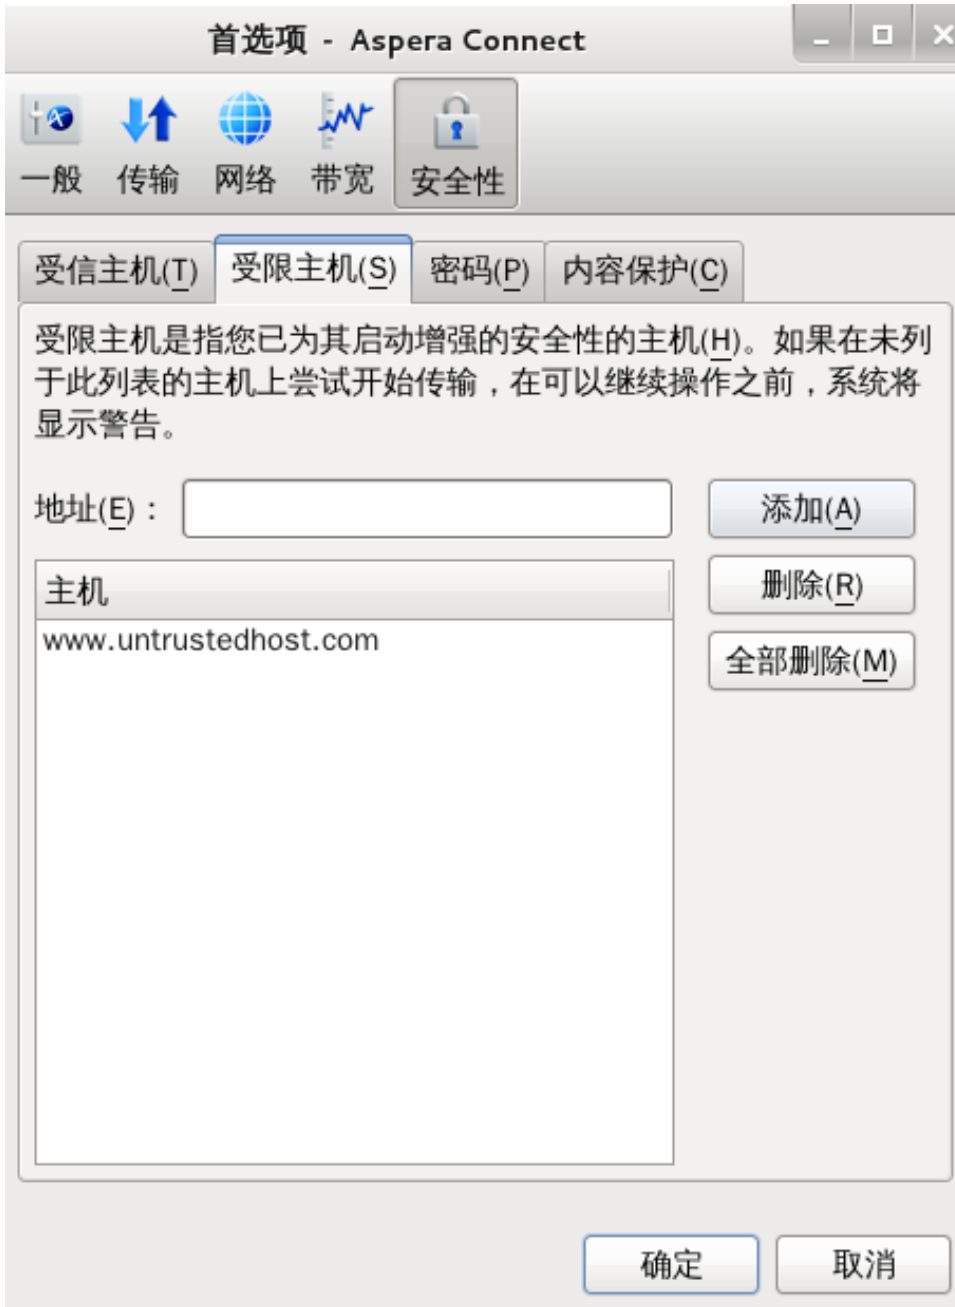 首选项 - Aspera Connect
一般 传输 网络 带宽 安全性
受信主机(T) 受限主机(S) 密码(P) 内容保护(C)
受限主机是指您已为其启动增强的安全性的主机(H)。如果在未列
于此列表的主机上尝试开始传输，在可以继续操作之前，系统将
显示警告。
地址(E)： 添加(A)
主机 删除(R)
www.untrustedhost.com 全部删除(M)
确定 取消